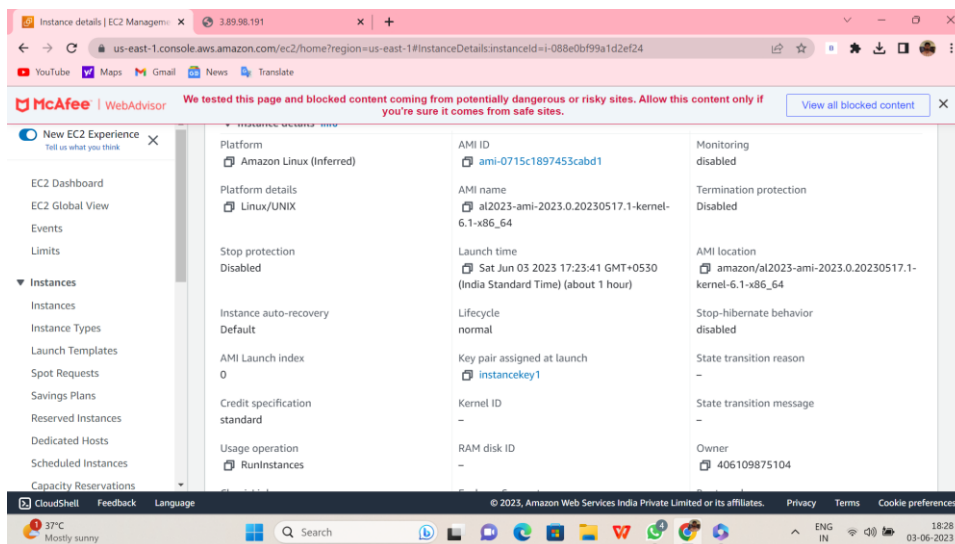 Instance details | EC2 Manageme
3.89.98.191
us-east-1.console.aws.amazon.com/ec2/home?region=us-east-1#InstanceDetails:instanceId=i-088e0bf99a1d2ef24
YouTube Maps Gmail News Translate
McAfee | WebAdvisor
We tested this page and blocked content coming from potentially dangerous or risky sites. Allow this content only if
you're sure it comes from safe sites.
View all blocked content
New EC2 Experience
Tell us what you think
EC2 Dashboard
EC2 Global View
Events
Limits
Instances
Instances
Instance Types
Launch Templates
Spot Requests
Savings Plans
Reserved Instances
Dedicated Hosts
Scheduled Instances
Capacity Reservations
Instance details Info
Platform
Amazon Linux (Inferred)
AMI ID
ami-0715c1897453cabd1
Monitoring
disabled
Platform details
Linux/UNIX
AMI name
al2023-ami-2023.0.20230517.1-kernel-
6.1-x86_64
Termination protection
Disabled
Stop protection
Disabled
Launch time
Sat Jun 03 2023 17:23:41 GMT+0530
(India Standard Time) (about 1 hour)
AMI location
amazon/al2023-ami-2023.0.20230517.1-
kernel-6.1-x86_64
Instance auto-recovery
Default
Lifecycle
normal
Stop-hibernate behavior
disabled
AMI Launch index
0
Key pair assigned at launch
instancekey1
State transition reason
–
Credit specification
standard
Kernel ID
–
State transition message
–
Usage operation
RunInstances
RAM disk ID
–
Owner
406109875104
CloudShell Feedback Language
© 2023, Amazon Web Services India Private Limited or its affiliates. Privacy Terms Cookie preferences
1
37°C
Mostly sunny
Search
4
ENG
IN
18:28
03-06-2023